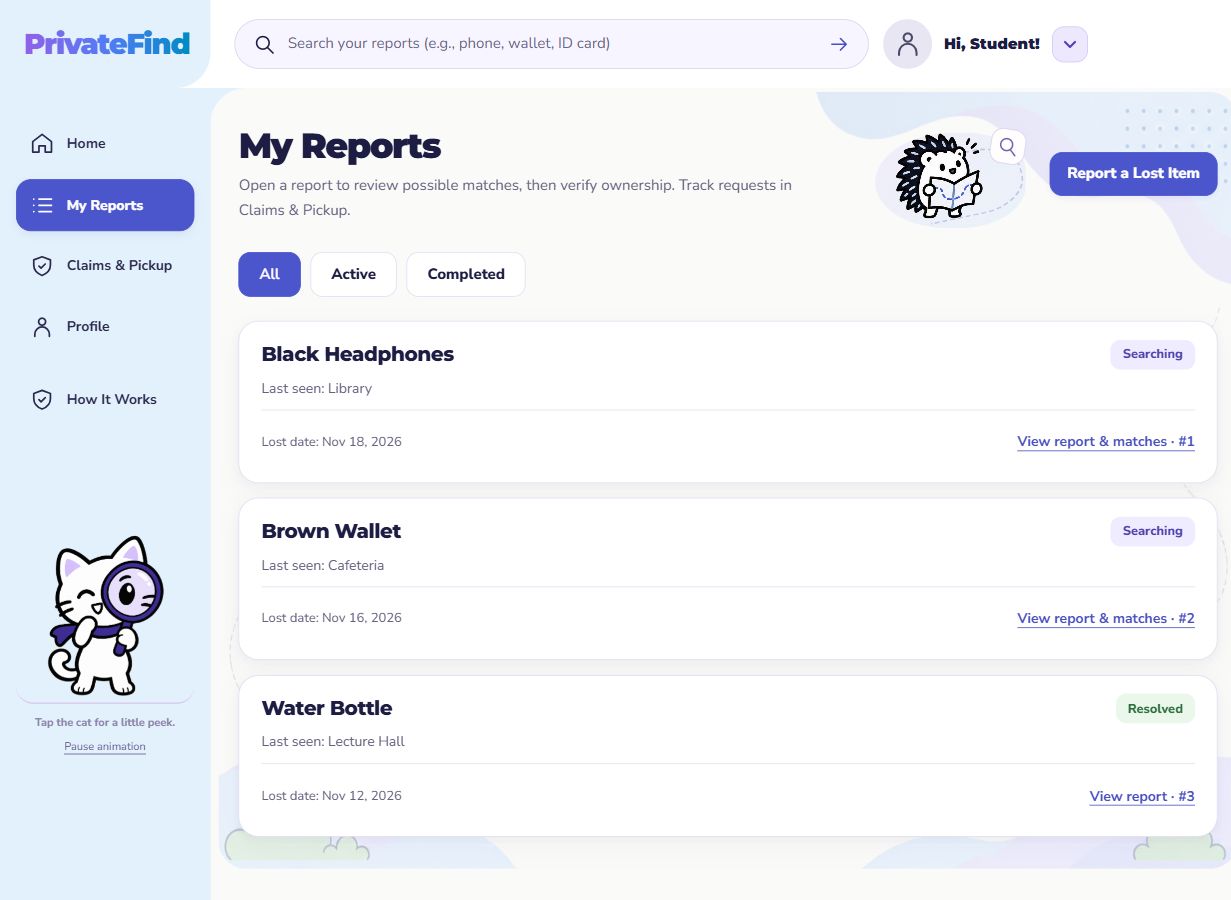 PrivateFind
Search your reports (e.g., phone, wallet, ID card)
Hi, Student!
Home
My Reports
Claims & Pickup
Profile
How It Works
Tap the cat for a little peek.
Pause animation
My Reports
Open a report to review possible matches, then verify ownership. Track requests in
Claims & Pickup.
Report a Lost Item
All
Active
Completed
Black Headphones
Searching
Last seen: Library
Lost date: Nov 18, 2026
View report & matches · #1
Brown Wallet
Searching
Last seen: Cafeteria
Lost date: Nov 16, 2026
View report & matches · #2
Water Bottle
Resolved
Last seen: Lecture Hall
Lost date: Nov 12, 2026
View report · #3